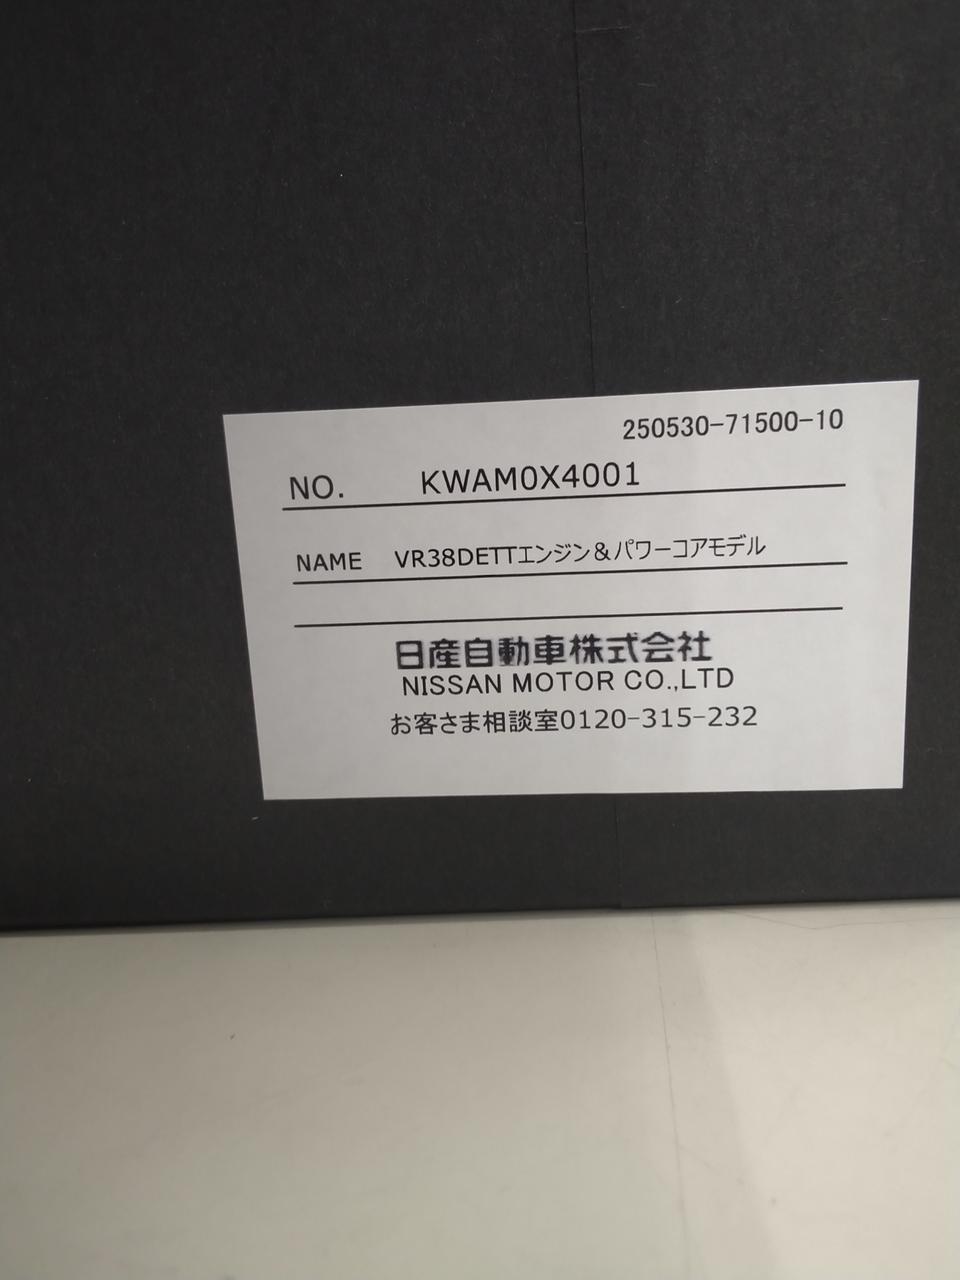 250530-71500-10
NO. KWAM0X4001
NAME VR38DETTエンジン&パワーコアモデル
日産自動車株式会社
NISSAN MOTOR CO.,LTD
お客さま相談室0120-315-232